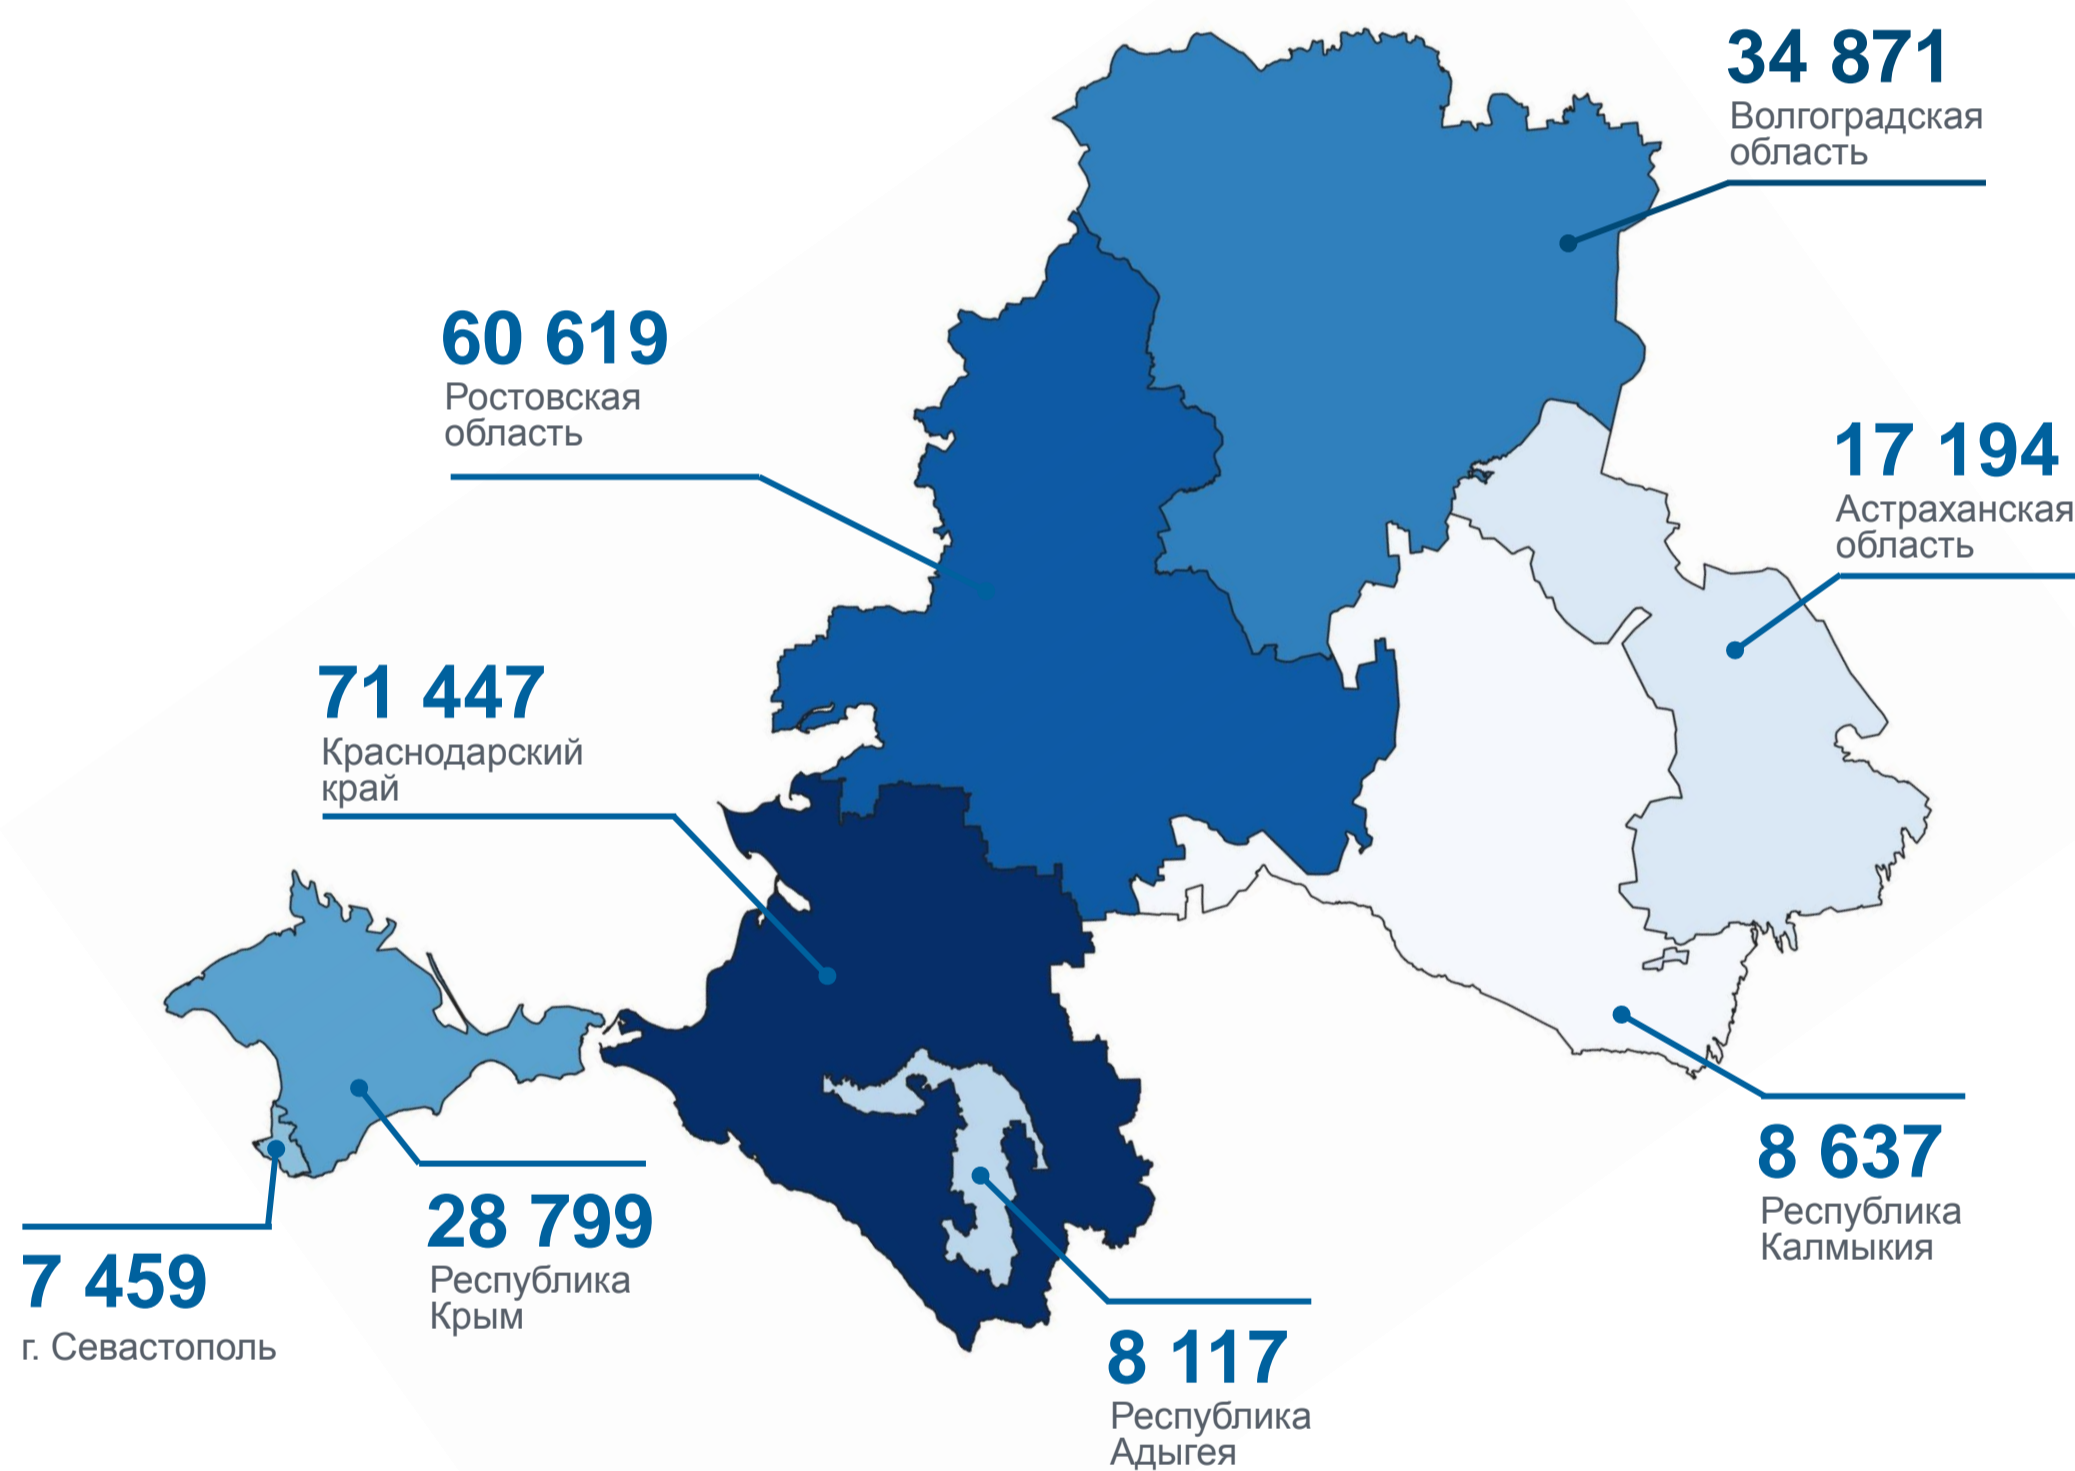 34 871
Волгоградская
область
60 619
Ростовская
область
17 194
Астраханская
область
71 447
Краснодарский
край
8 637
Республика
Калмыкия
28 799
Республика
Крым
7 459
г. Севастополь
8 117
Республика
Адыгея